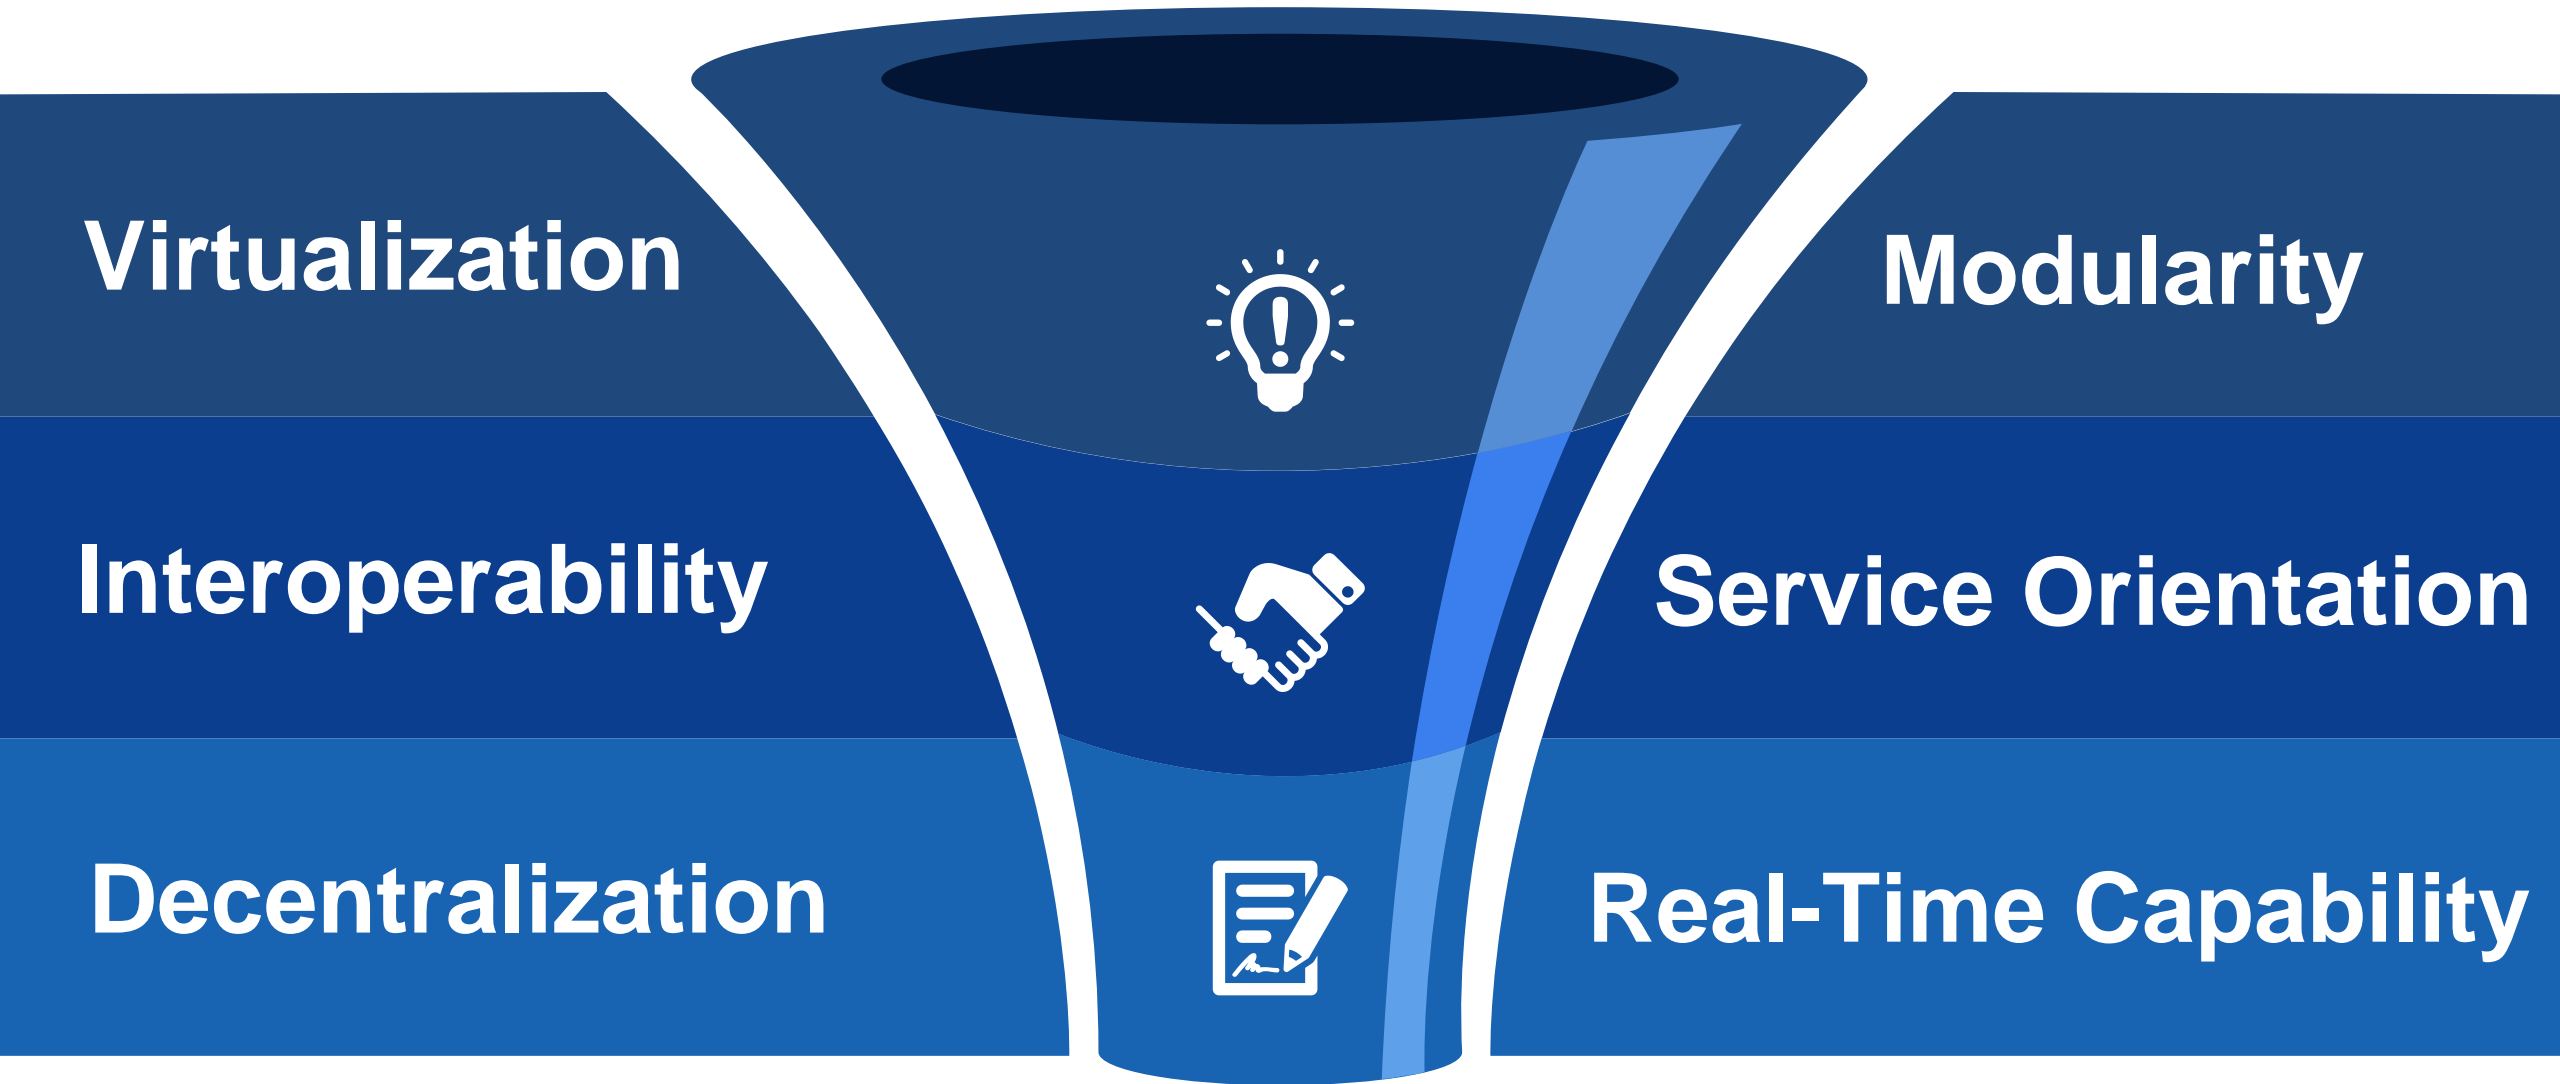 Virtualization
Modularity
Interoperability
Service Orientation
Decentralization
Real-Time Capability